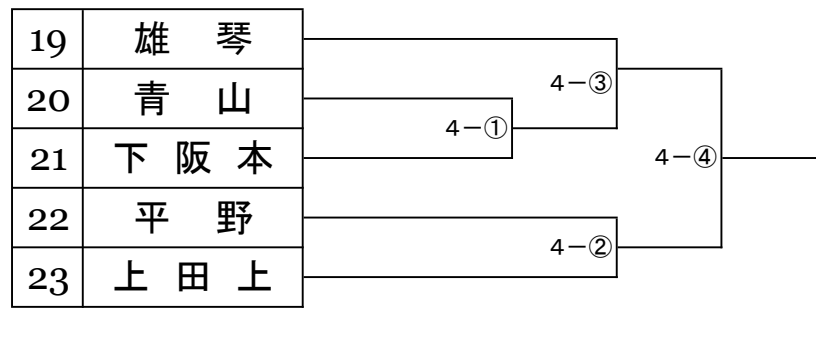 19 雄 琴
4-③
20 青 山
4-①
21 下 阪 本
4-④
22 平 野
4-②
23 上 田 上